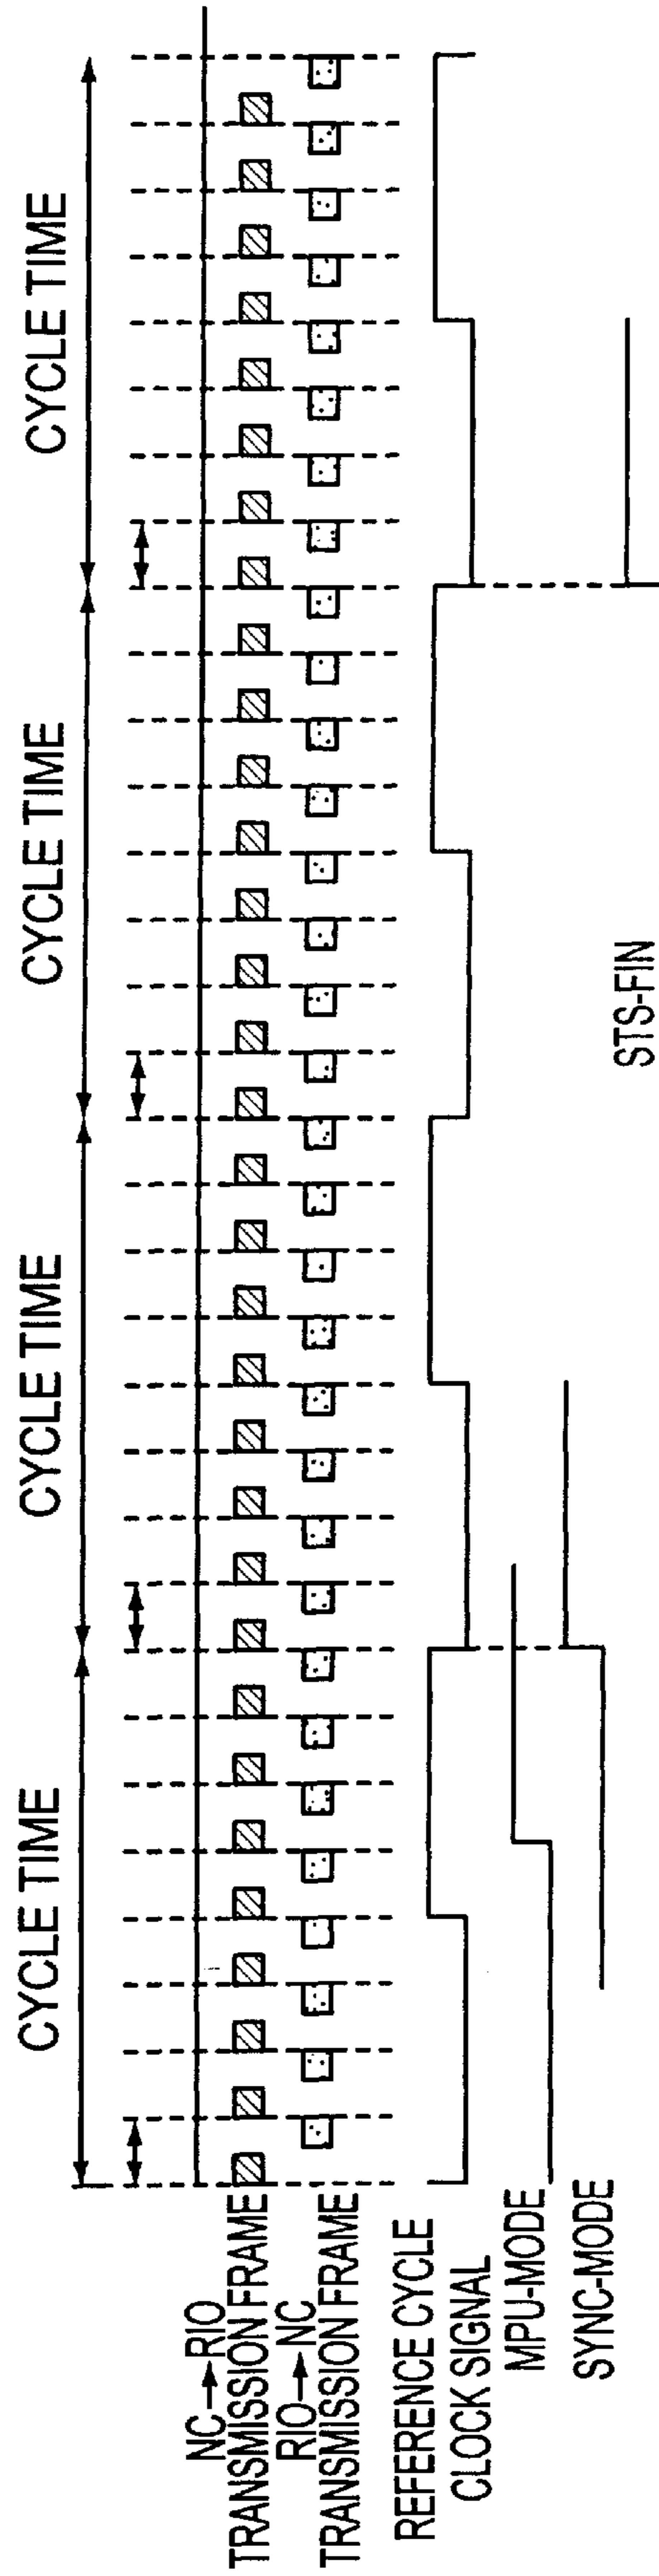 CYCLE TIME
CYCLE TIME
CYCLE TIME
CYCLE TIME
NC→RIO
TRANSMISSION FRAME
RIO→NC
TRANSMISSION FRAME
REFERENCE CYCLE
CLOCK SIGNAL
MPU-MODE
SYNC-MODE
STS-FIN